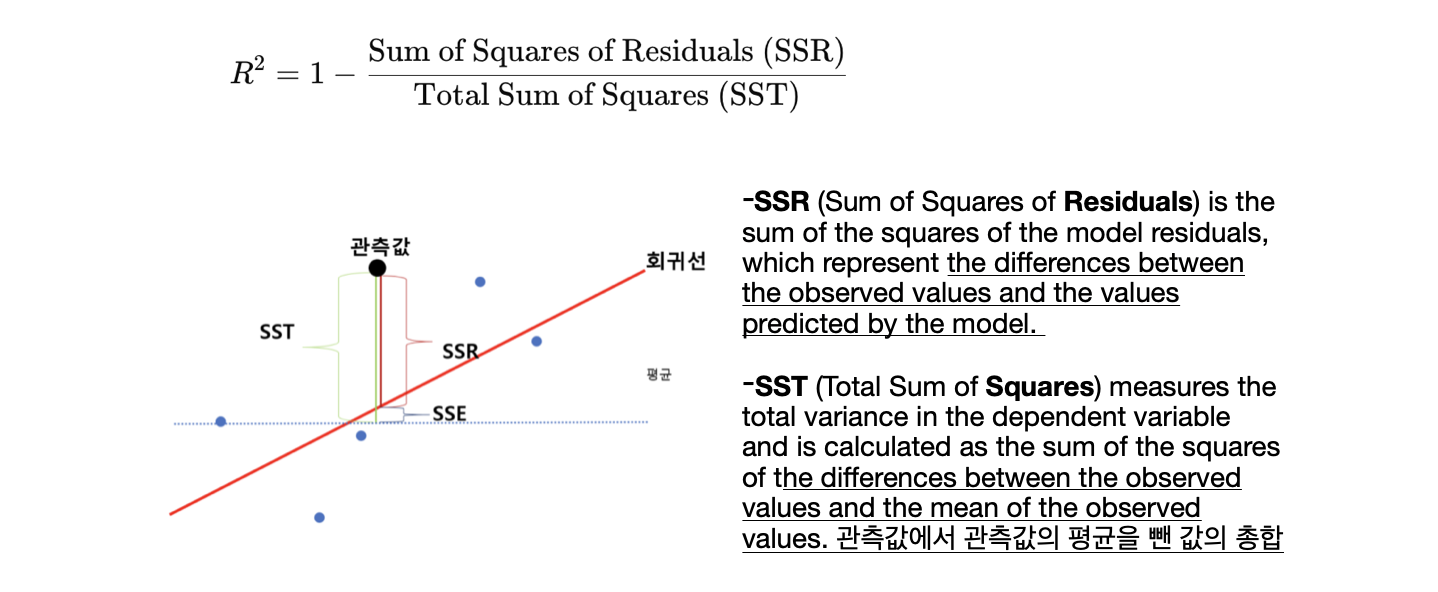 R² = 1 − Sum of Squares of Residuals (SSR) / Total Sum of Squares (SST)
관측값
회귀선
SST
SSR
평균
SSE
-SSR (Sum of Squares of Residuals) is the
sum of the squares of the model residuals,
which represent the differences between
the observed values and the values
predicted by the model.
-SST (Total Sum of Squares) measures the
total variance in the dependent variable
and is calculated as the sum of the squares
of the differences between the observed
values and the mean of the observed
values. 관측값에서 관측값의 평균을 뺀 값의 총합